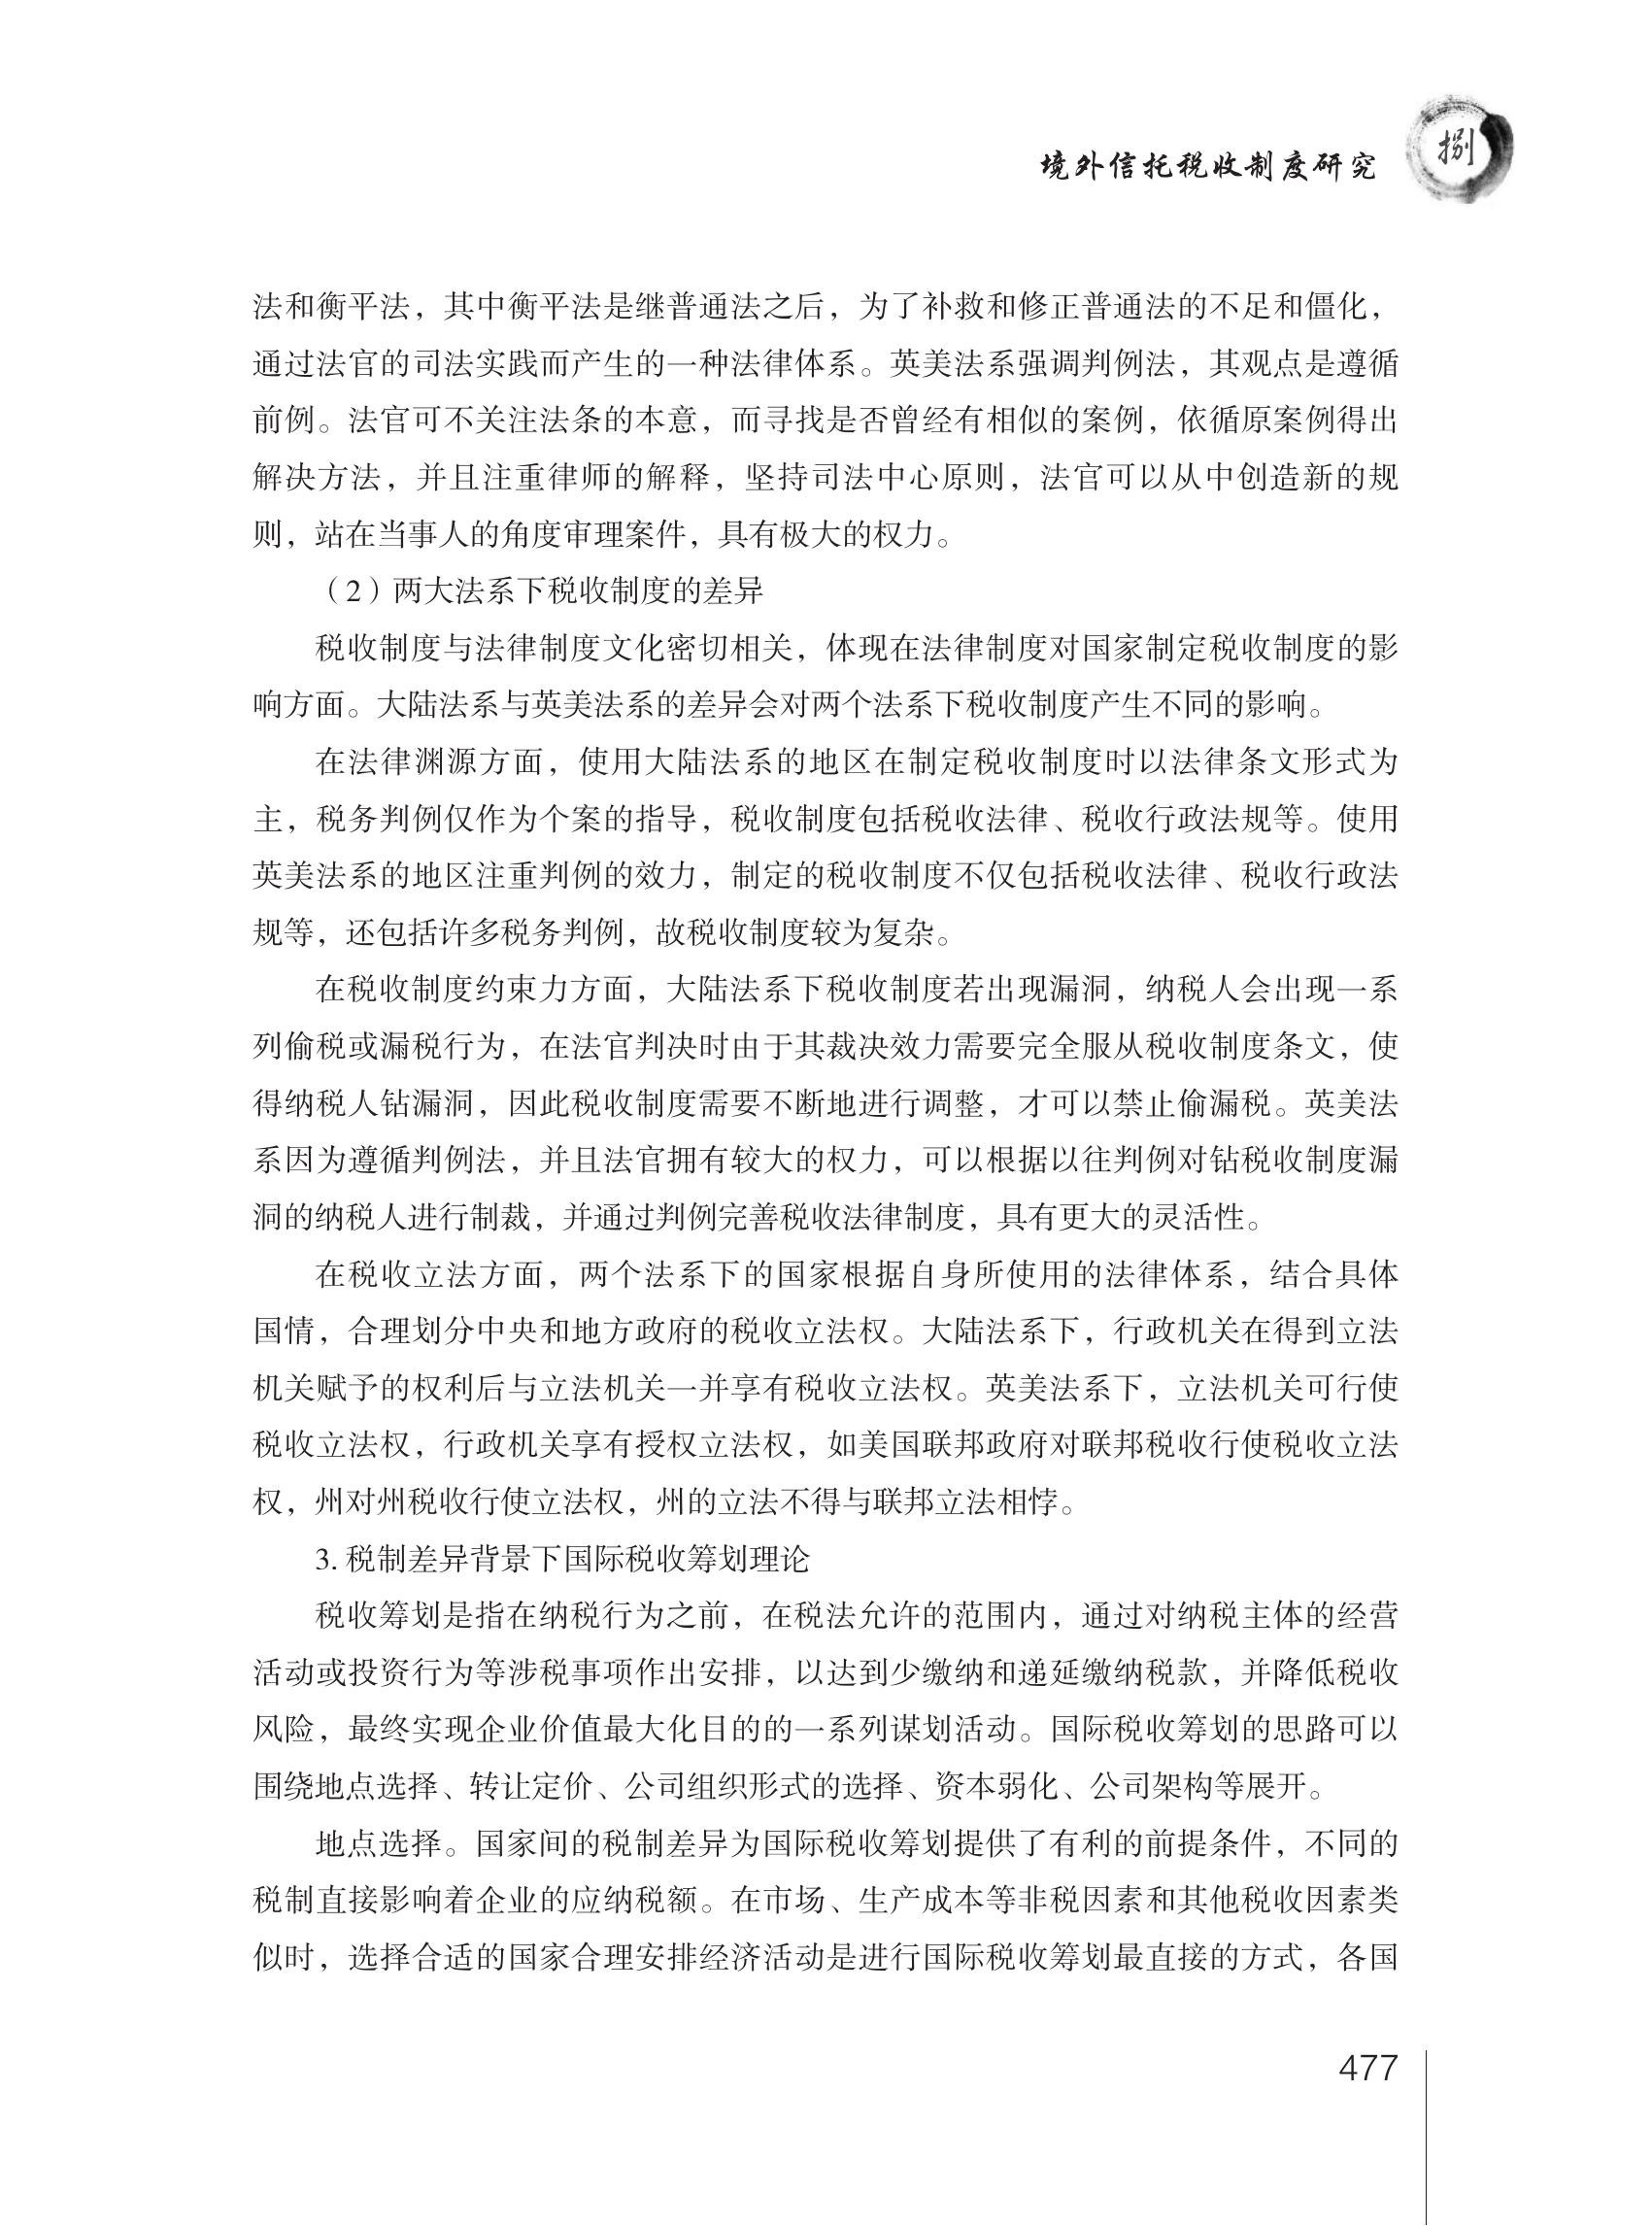 境外信托税收制度研究
捌
法和衡平法，其中衡平法是继普通法之后，为了补救和修正普通法的不足和僵化，
通过法官的司法实践而产生的一种法律体系。英美法系强调判例法，其观点是遵循
前例。法官可不关注法条的本意，而寻找是否曾经有相似的案例，依循原案例得出
解决方法，并且注重律师的解释，坚持司法中心原则，法官可以从中创造新的规
则，站在当事人的角度审理案件，具有极大的权力。
（2）两大法系下税收制度的差异
税收制度与法律制度文化密切相关，体现在法律制度对国家制定税收制度的影
响方面。大陆法系与英美法系的差异会对两个法系下税收制度产生不同的影响。
在法律渊源方面，使用大陆法系的地区在制定税收制度时以法律条文形式为
主，税务判例仅作为个案的指导，税收制度包括税收法律、税收行政法规等。使用
英美法系的地区注重判例的效力，制定的税收制度不仅包括税收法律、税收行政法
规等，还包括许多税务判例，故税收制度较为复杂。
在税收制度约束力方面，大陆法系下税收制度若出现漏洞，纳税人会出现一系
列偷税或漏税行为，在法官判决时由于其裁决效力需要完全服从税收制度条文，使
得纳税人钻漏洞，因此税收制度需要不断地进行调整，才可以禁止偷漏税。英美法
系因为遵循判例法，并且法官拥有较大的权力，可以根据以往判例对钻税收制度漏
洞的纳税人进行制裁，并通过判例完善税收法律制度，具有更大的灵活性。
在税收立法方面，两个法系下的国家根据自身所使用的法律体系，结合具体
国情，合理划分中央和地方政府的税收立法权。大陆法系下，行政机关在得到立法
机关赋予的权利后与立法机关一并享有税收立法权。英美法系下，立法机关可行使
税收立法权，行政机关享有授权立法权，如美国联邦政府对联邦税收行使税收立法
权，州对州税收行使立法权，州的立法不得与联邦立法相悖。
3. 税制差异背景下国际税收筹划理论
税收筹划是指在纳税行为之前，在税法允许的范围内，通过对纳税主体的经营
活动或投资行为等涉税事项作出安排，以达到少缴纳和递延缴纳税款，并降低税收
风险，最终实现企业价值最大化目的的一系列谋划活动。国际税收筹划的思路可以
围绕地点选择、转让定价、公司组织形式的选择、资本弱化、公司架构等展开。
地点选择。国家间的税制差异为国际税收筹划提供了有利的前提条件，不同的
税制直接影响着企业的应纳税额。在市场、生产成本等非税因素和其他税收因素类
似时，选择合适的国家合理安排经济活动是进行国际税收筹划最直接的方式，各国
477